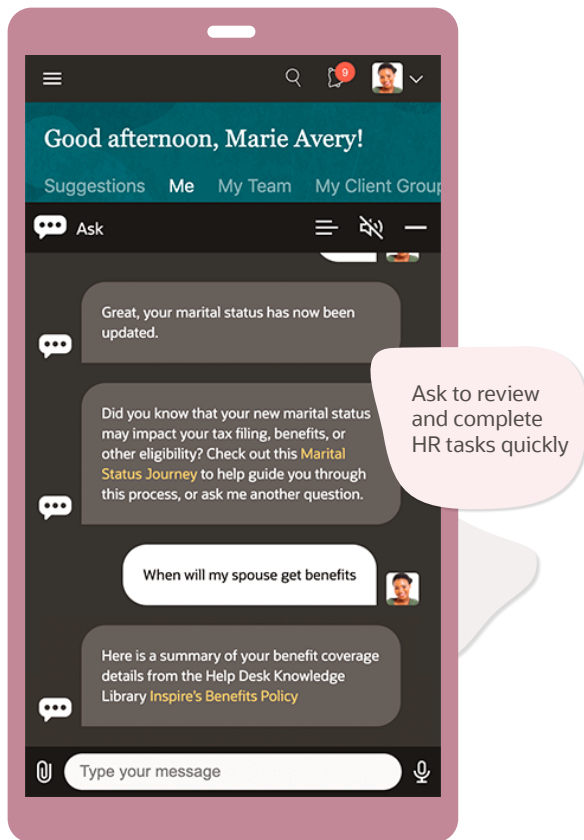 9
Good afternoon, Marie Avery!
Suggestions Me My Team My Client Group
Ask
Great, your marital status has now been
updated.
Did you know that your new marital status
may impact your tax filing, benefits, or
other eligibility? Check out this Marital
Status Journey to help guide you through
this process, or ask me another question.
Ask to review
and complete
HR tasks quickly
When will my spouse get benefits
Here is a summary of your benefit coverage
details from the Help Desk Knowledge
Library Inspire's Benefits Policy
Type your message